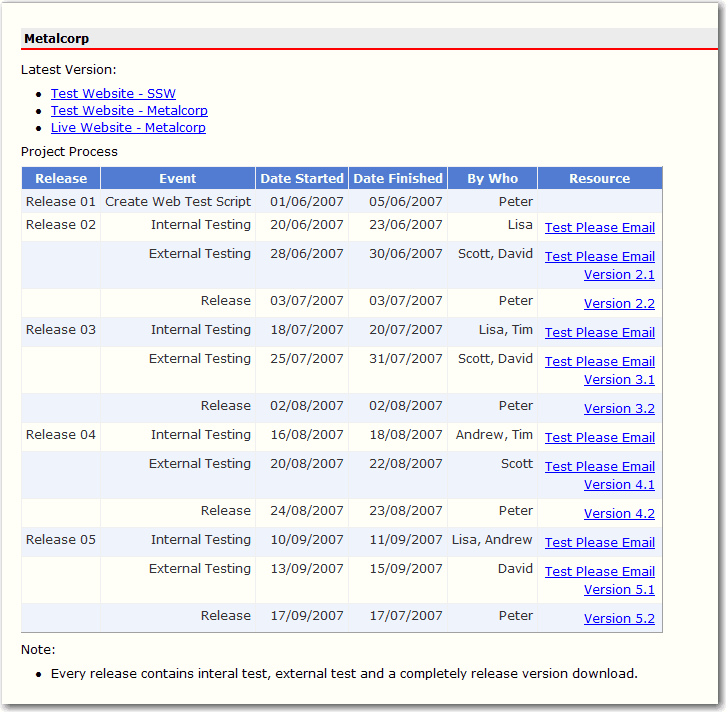 Metalcorp
Latest Version:
Test Website - SSW
Test Website - Metalcorp
Live Website - Metalcorp
Project Process
Release Event Date Started Date Finished By Who Resource
Release 01 Create Web Test Script 01/06/2007 05/06/2007 Peter
Release 02 Internal Testing 20/06/2007 23/06/2007 Lisa Test Please Email
External Testing 28/06/2007 30/06/2007 Scott, David Test Please Email
Version 2.1
Release 03/07/2007 03/07/2007 Peter Version 2.2
Release 03 Internal Testing 18/07/2007 20/07/2007 Lisa, Tim Test Please Email
External Testing 25/07/2007 31/07/2007 Scott, David Test Please Email
Version 3.1
Release 02/08/2007 02/08/2007 Peter Version 3.2
Release 04 Internal Testing 16/08/2007 18/08/2007 Andrew, Tim Test Please Email
External Testing 20/08/2007 22/08/2007 Scott Test Please Email
Version 4.1
Release 24/08/2007 23/08/2007 Peter Version 4.2
Release 05 Internal Testing 10/09/2007 11/09/2007 Lisa, Andrew Test Please Email
External Testing 13/09/2007 15/09/2007 David Test Please Email
Version 5.1
Release 17/09/2007 17/07/2007 Peter Version 5.2
Note:
Every release contains interal test, external test and a completely release version download.